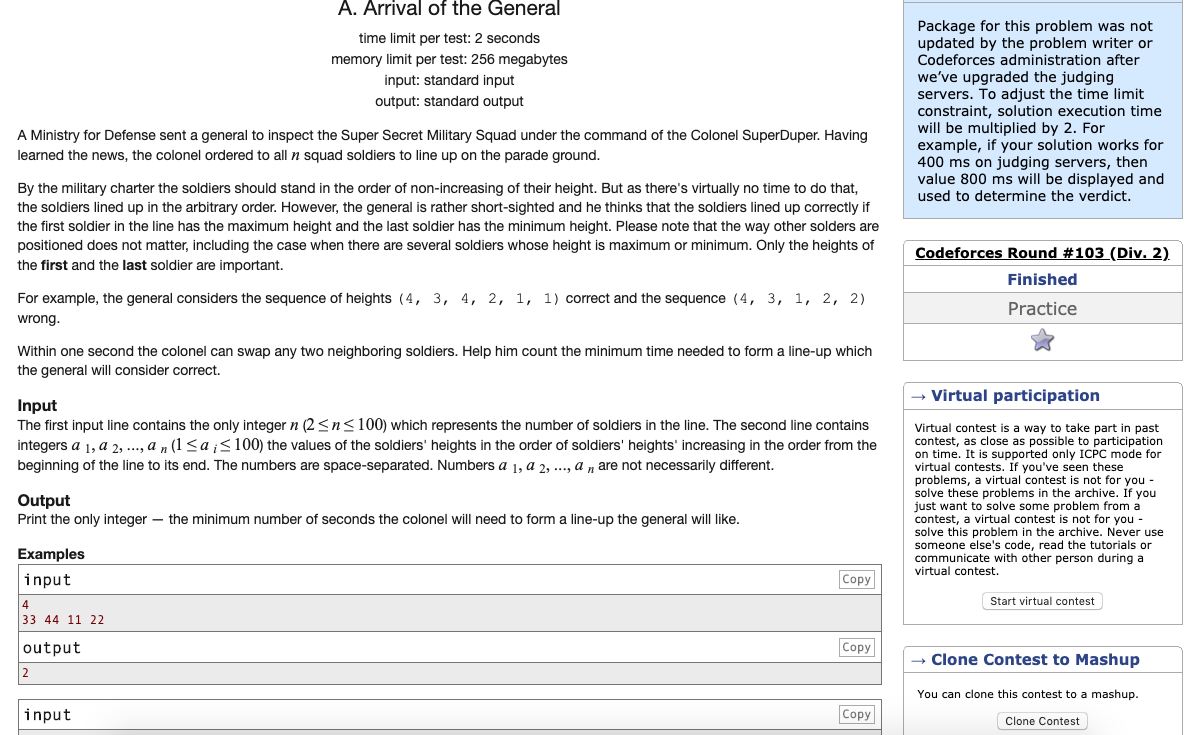 A. Arrival of the General
time limit per test: 2 seconds
memory limit per test: 256 megabytes
input: standard input
output: standard output
A Ministry for Defense sent a general to inspect the Super Secret Military Squad under the command of the Colonel SuperDuper. Having
learned the news, the colonel ordered to all n squad soldiers to line up on the parade ground.
By the military charter the soldiers should stand in the order of non-increasing of their height. But as there's virtually no time to do that,
the soldiers lined up in the arbitrary order. However, the general is rather short-sighted and he thinks that the soldiers lined up correctly if
the first soldier in the line has the maximum height and the last soldier has the minimum height. Please note that the way other solders are
positioned does not matter, including the case when there are several soldiers whose height is maximum or minimum. Only the heights of
the first and the last soldier are important.
For example, the general considers the sequence of heights (4, 3, 4, 2, 1, 1) correct and the sequence (4, 3, 1, 2, 2)
wrong.
Within one second the colonel can swap any two neighboring soldiers. Help him count the minimum time needed to form a line-up which
the general will consider correct.
Input
The first input line contains the only integer n (2 ≤ n ≤ 100) which represents the number of soldiers in the line. The second line contains
integers a 1, a 2, ..., a n (1 ≤ a i ≤ 100) the values of the soldiers' heights in the order of soldiers' heights' increasing in the order from the
beginning of the line to its end. The numbers are space-separated. Numbers a 1, a 2, ..., a n are not necessarily different.
Output
Print the only integer — the minimum number of seconds the colonel will need to form a line-up the general will like.
Examples
input
Copy
4
33 44 11 22
output
Copy
2
input
Copy
Package for this problem was not
updated by the problem writer or
Codeforces administration after
we've upgraded the judging
servers. To adjust the time limit
constraint, solution execution time
will be multiplied by 2. For
example, if your solution works for
400 ms on judging servers, then
value 800 ms will be displayed and
used to determine the verdict.
Codeforces Round #103 (Div. 2)
Finished
Practice
→ Virtual participation
Virtual contest is a way to take part in past
contest, as close as possible to participation
on time. It is supported only ICPC mode for
virtual contests. If you've seen these
problems, a virtual contest is not for you -
solve these problems in the archive. If you
just want to solve some problem from a
contest, a virtual contest is not for you -
solve this problem in the archive. Never use
someone else's code, read the tutorials or
communicate with other person during a
virtual contest.
Start virtual contest
→ Clone Contest to Mashup
You can clone this contest to a mashup.
Clone Contest